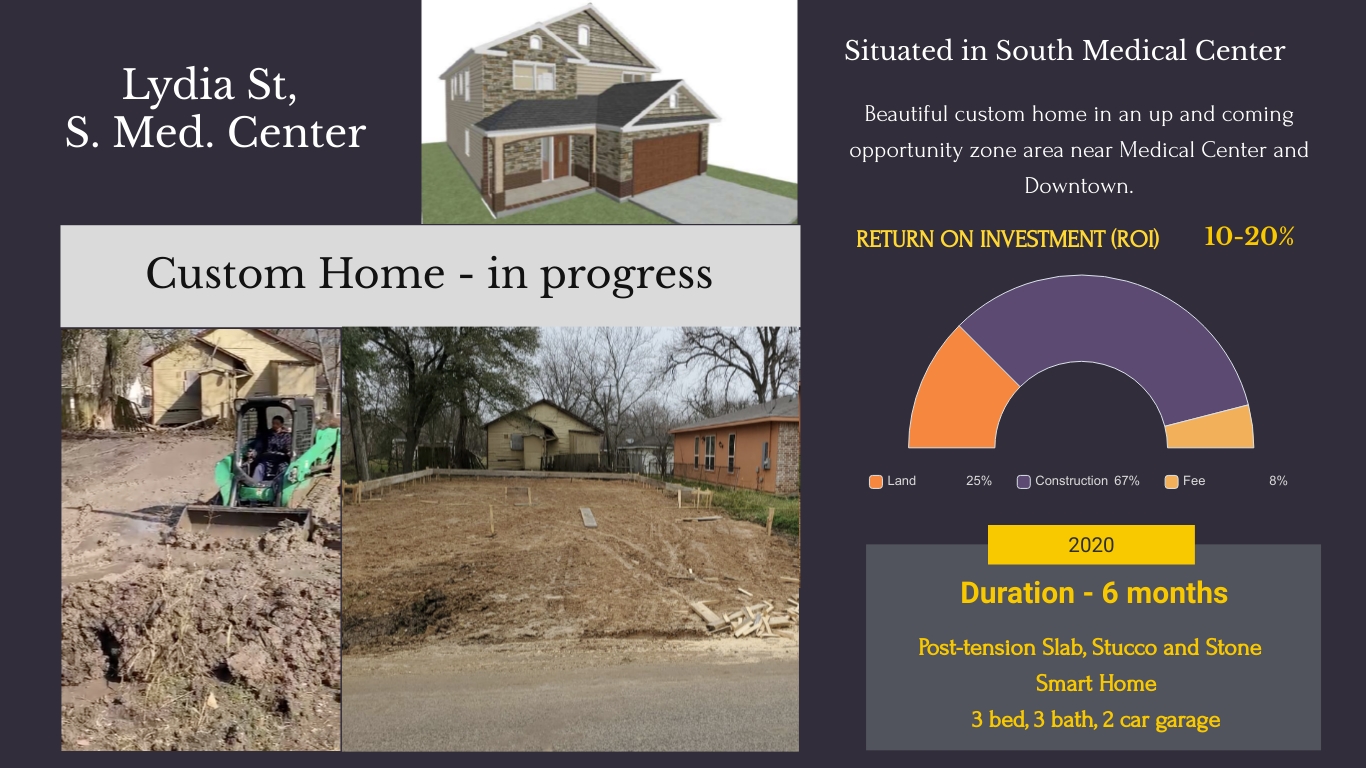 Lydia St,
S. Med. Center
Custom Home - in progress
Situated in South Medical Center
Beautiful custom home in an up and coming
opportunity zone area near Medical Center and
Downtown.
RETURN ON INVESTMENT (ROI) 10-20%
Land 25% Construction 67% Fee 8%
2020
Duration - 6 months
Post-tension Slab, Stucco and Stone
Smart Home
3 bed, 3 bath, 2 car garage